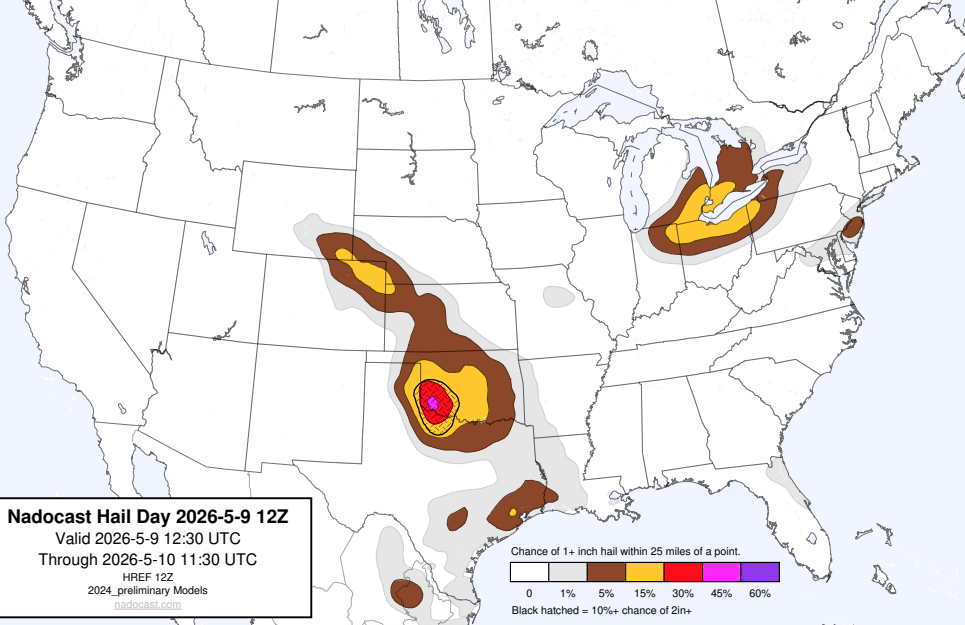 Nadocast Hail Day 2026-5-9 12Z
Valid 2026-5-9 12:30 UTC
Through 2026-5-10 11:30 UTC
HREF 12Z
2024_preliminary Models
nadocast.com
Chance of 1+ inch hail within 25 miles of a point.
0 1% 5% 15% 30% 45% 60%
Black hatched = 10%+ chance of 2in+